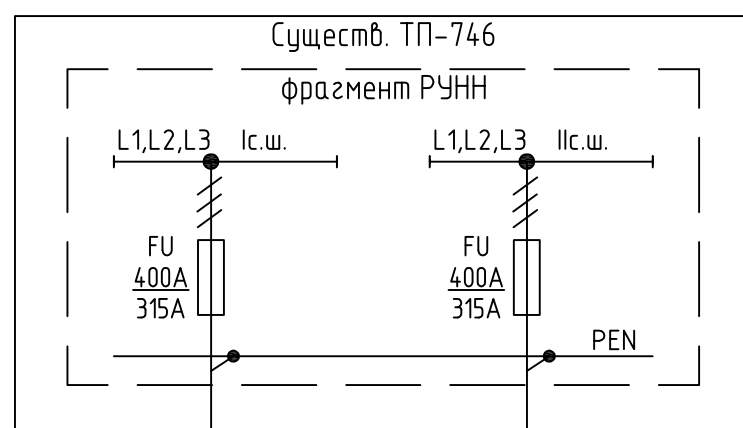 Существ. ТП-746
фрагмент РУНН
L1,L2,L3 Iс.ш.
L1,L2,L3 IIс.ш.
FU
400А
315А
FU
400А
315А
PEN